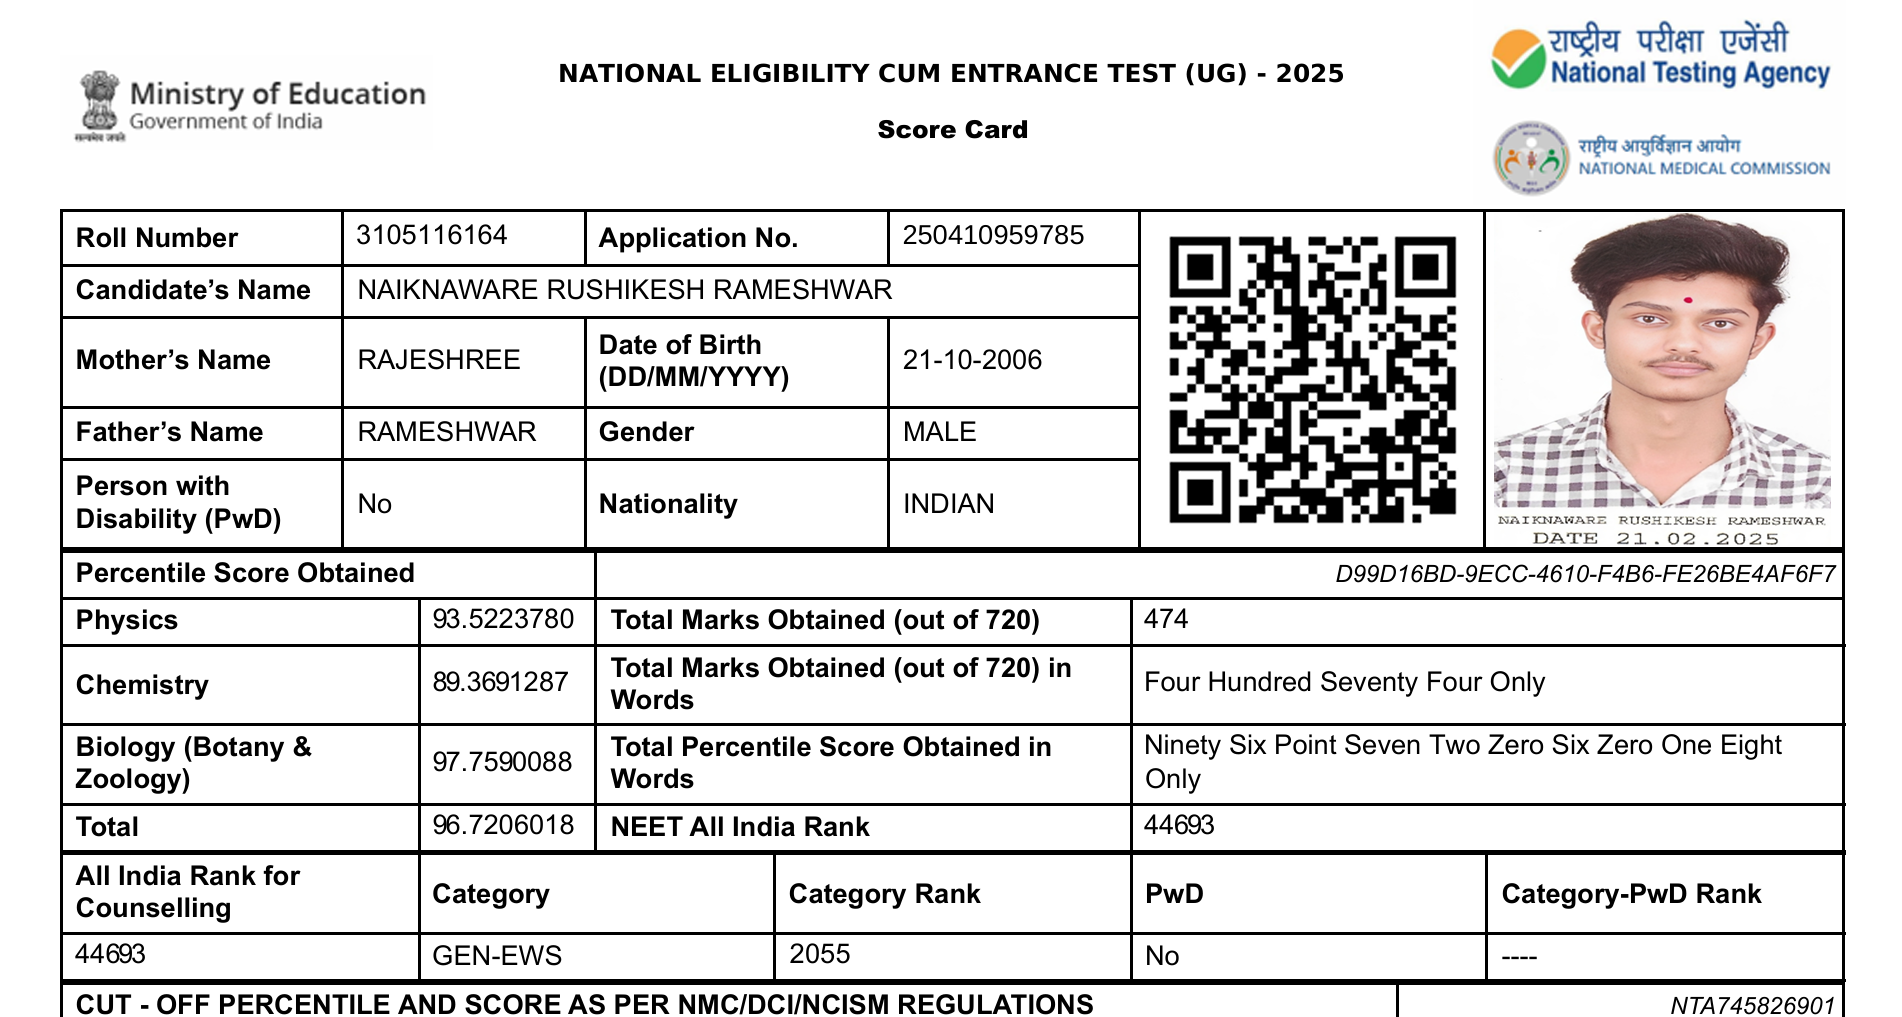 Ministry of Education
Government of India
सत्यमेव जयते
NATIONAL ELIGIBILITY CUM ENTRANCE TEST (UG) - 2025
Score Card
राष्ट्रीय परीक्षा एजेंसी
National Testing Agency
राष्ट्रीय आयुर्विज्ञान आयोग
NATIONAL MEDICAL COMMISSION
Roll Number 3105116164 Application No. 250410959785
Candidate’s Name NAIKNAWARE RUSHIKESH RAMESHWAR
Mother’s Name RAJESHREE Date of Birth (DD/MM/YYYY) 21-10-2006
Father’s Name RAMESHWAR Gender MALE
Person with Disability (PwD) No Nationality INDIAN
NAIKNAWARE RUSHIKESH RAMESHWAR
DATE 21.02.2025
Percentile Score Obtained D99D16BD-9ECC-4610-F4B6-FE26BE4AF6F7
Physics 93.5223780 Total Marks Obtained (out of 720) 474
Chemistry 89.3691287 Total Marks Obtained (out of 720) in Words Four Hundred Seventy Four Only
Biology (Botany & Zoology) 97.7590088 Total Percentile Score Obtained in Words Ninety Six Point Seven Two Zero Six Zero One Eight Only
Total 96.7206018 NEET All India Rank 44693
All India Rank for Counselling Category Category Rank PwD Category-PwD Rank
44693 GEN-EWS 2055 No ----
CUT - OFF PERCENTILE AND SCORE AS PER NMC/DCI/NCISM REGULATIONS NTA745826901